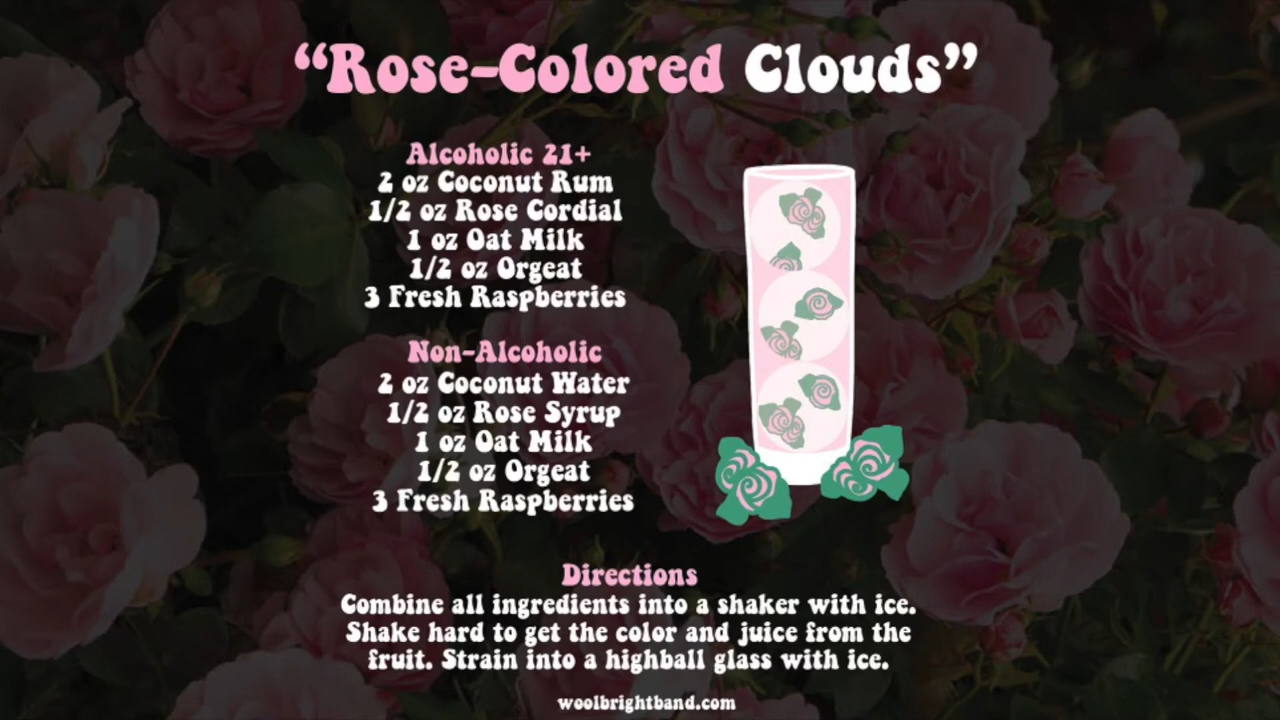 “Rose-Colored Clouds”
Alcoholic 21+
2 oz Coconut Rum
1/2 oz Rose Cordial
1 oz Oat Milk
1/2 oz Orgeat
3 Fresh Raspberries
Non-Alcoholic
2 oz Coconut Water
1/2 oz Rose Syrup
1 oz Oat Milk
1/2 oz Orgeat
3 Fresh Raspberries
Directions
Combine all ingredients into a shaker with ice.
Shake hard to get the color and juice from the
fruit. Strain into a highball glass with ice.
woolbrightband.com